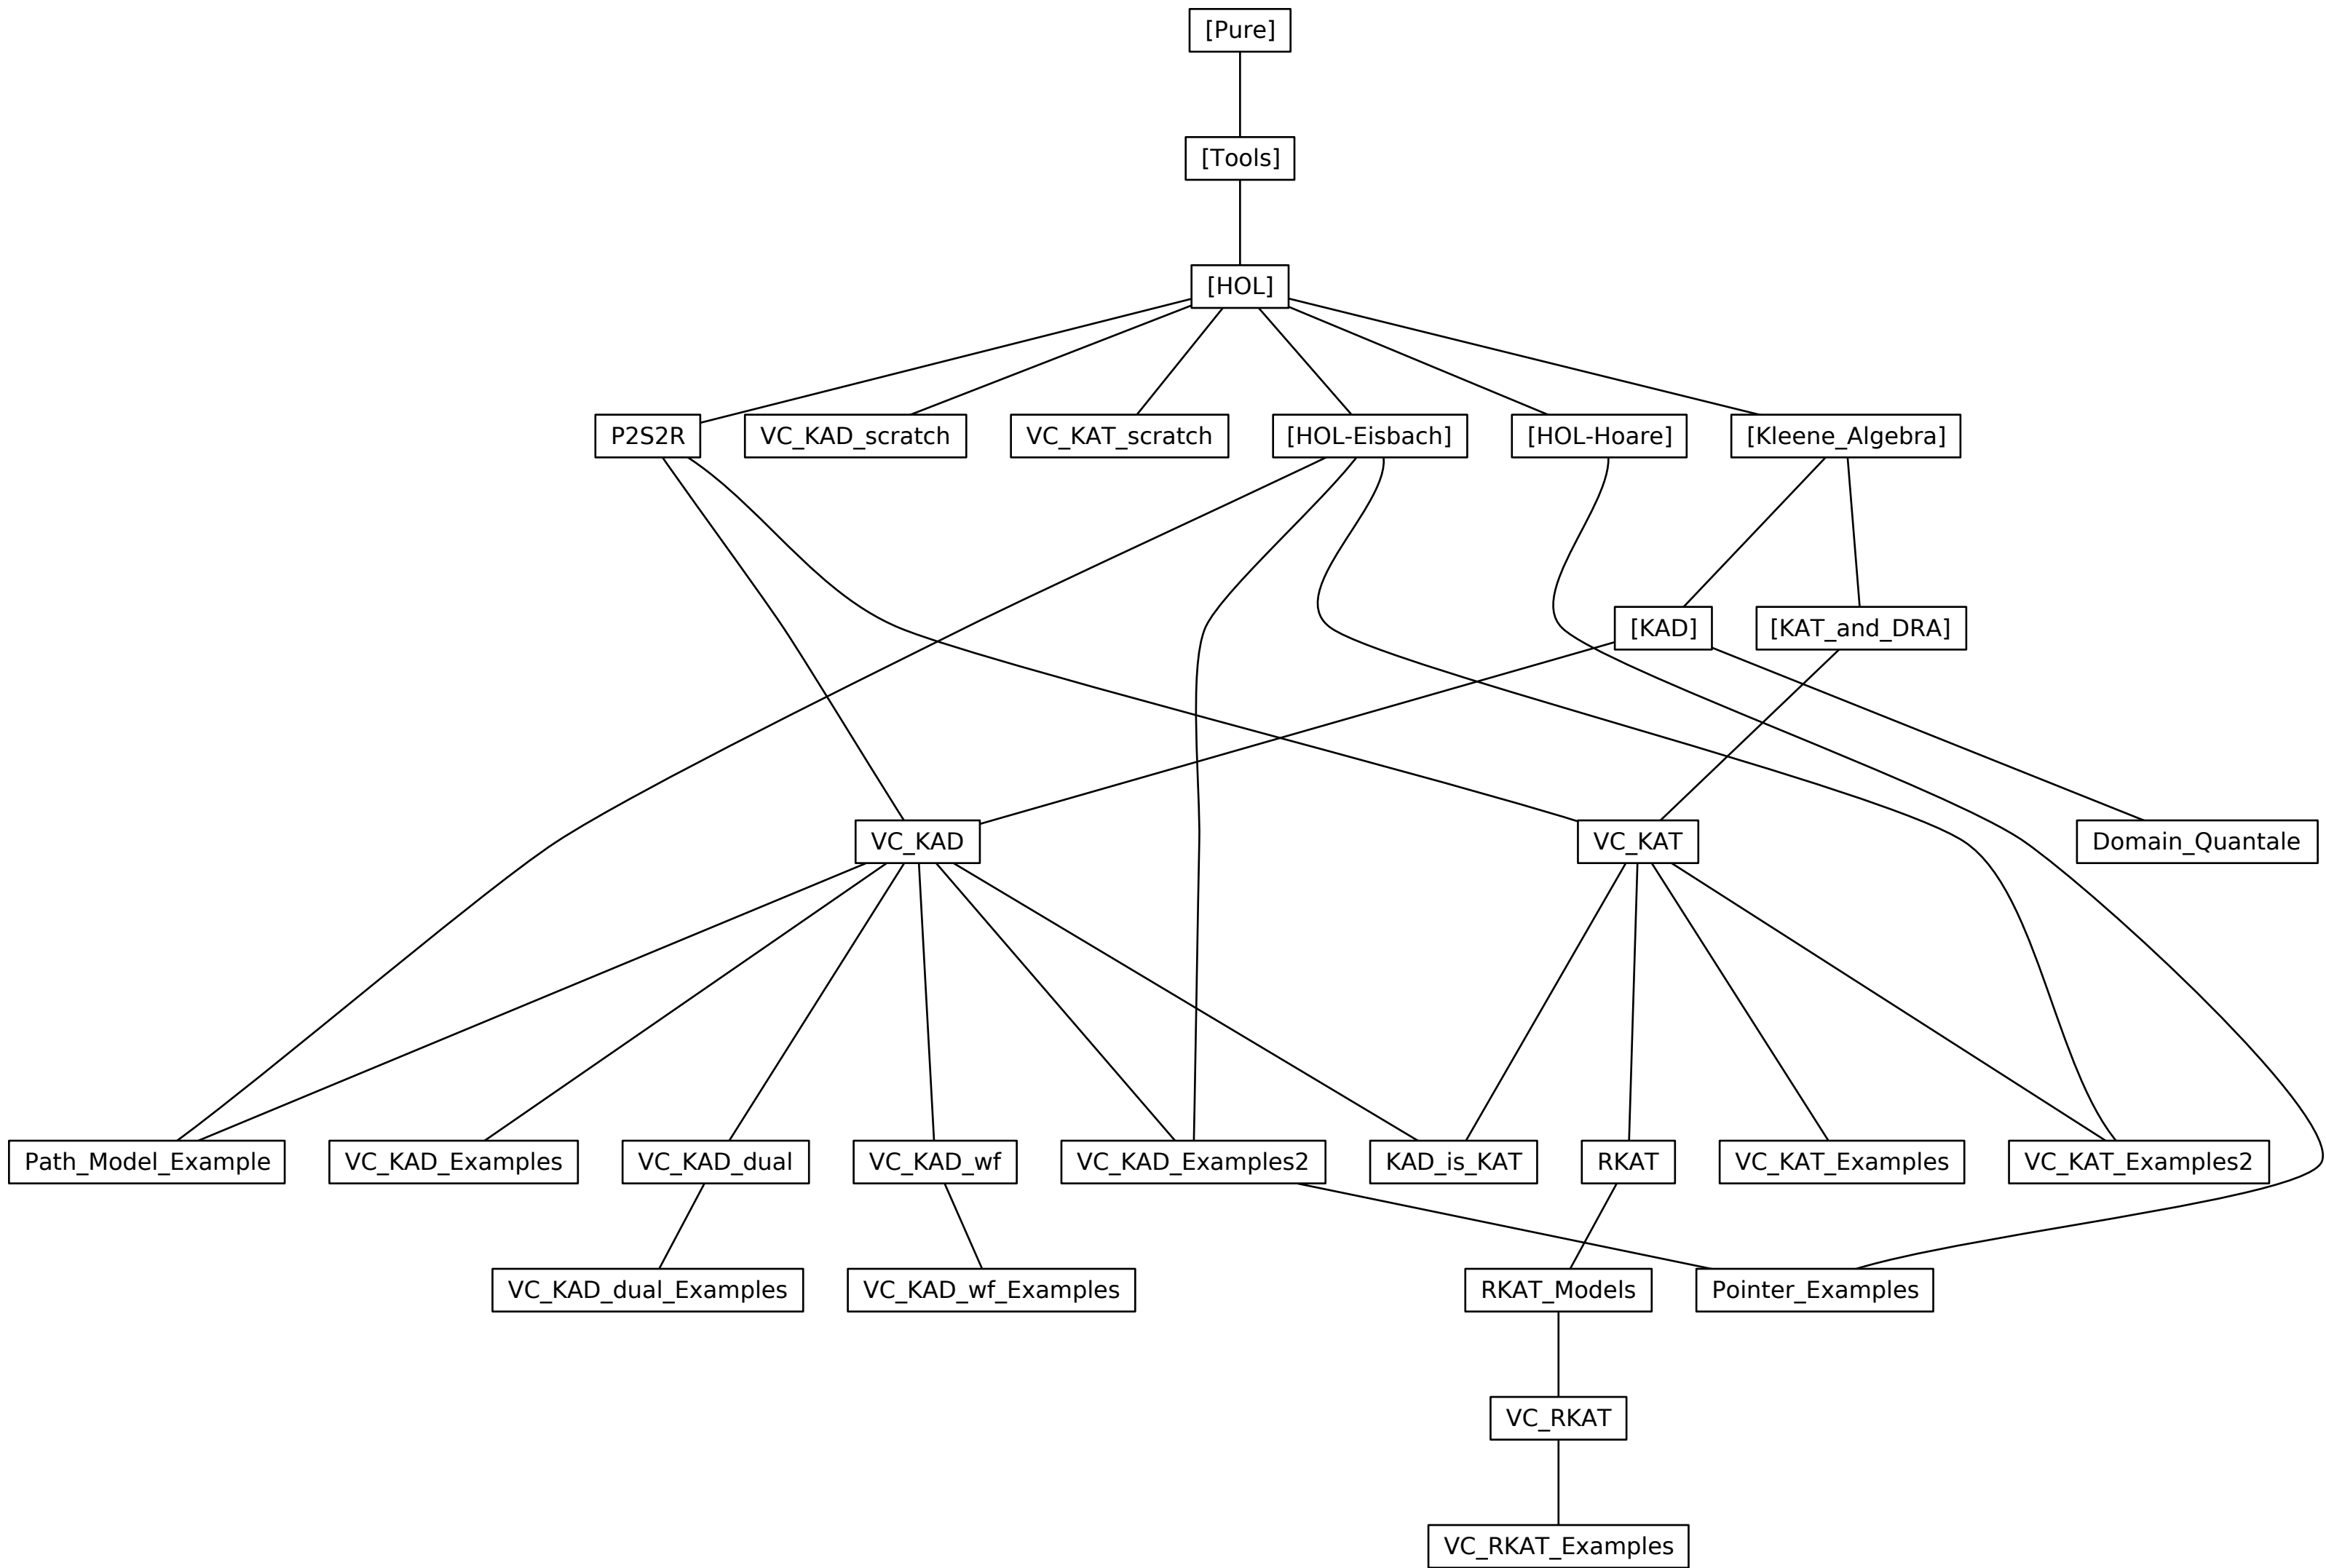 [Pure]
[Tools]
[HOL]
P2S2R
VC_KAD_scratch
VC_KAT_scratch
[HOL-Eisbach]
[HOL-Hoare]
[Kleene_Algebra]
[KAD]
[KAT_and_DRA]
VC_KAD
VC_KAT
Domain_Quantale
Path_Model_Example
VC_KAD_Examples
VC_KAD_dual
VC_KAD_wf
VC_KAD_Examples2
KAD_is_KAT
RKAT
VC_KAT_Examples
VC_KAT_Examples2
VC_KAD_dual_Examples
VC_KAD_wf_Examples
RKAT_Models
Pointer_Examples
VC_RKAT
VC_RKAT_Examples